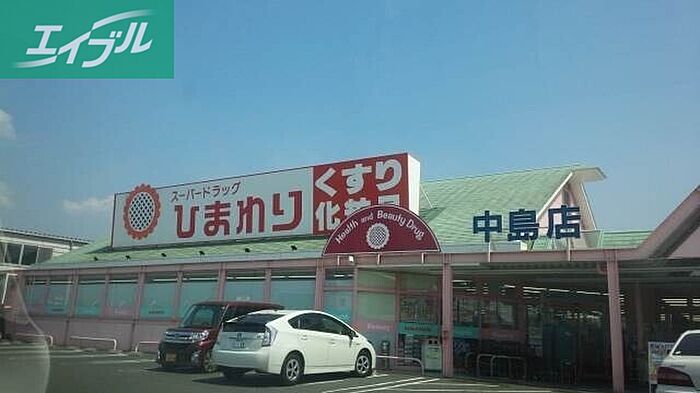 エイブル
スーパードラッグ
ひまわり
くすり
化粧品
Health and Beauty Drug
中島店